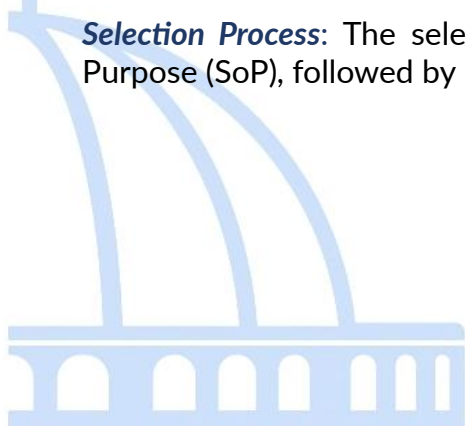 Selection Process: The sele
Purpose (SoP), followed by